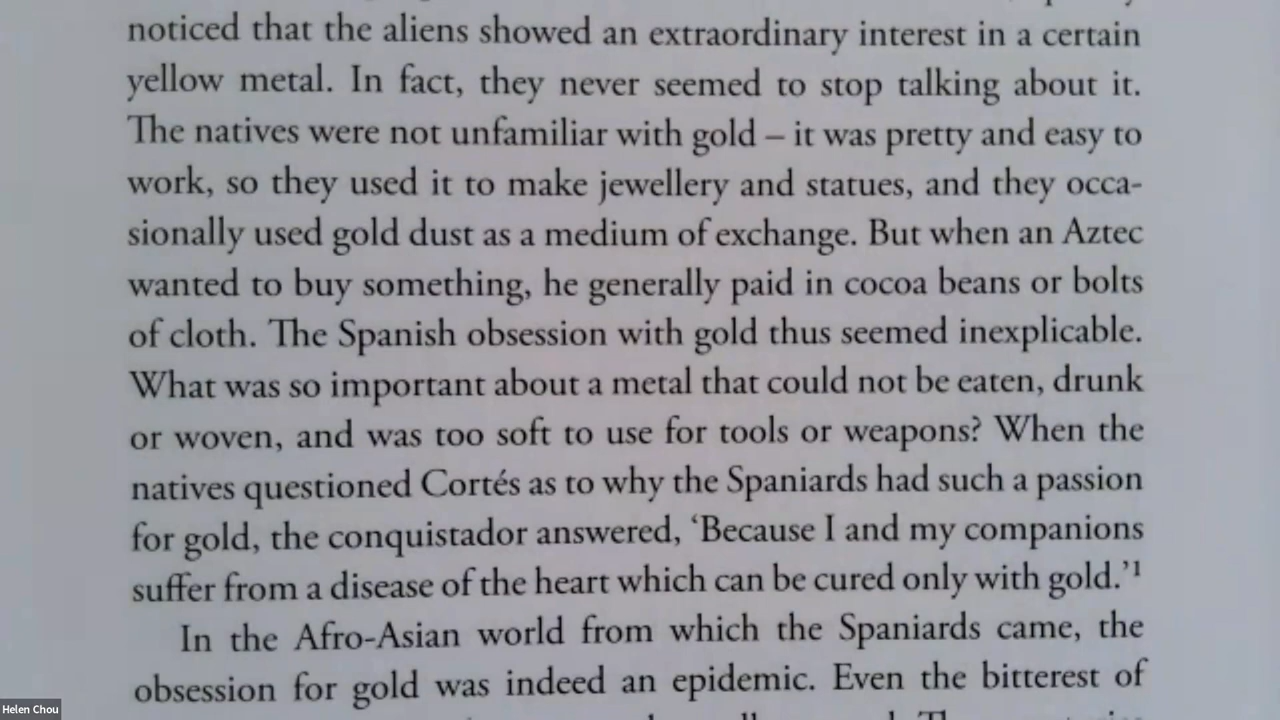 noticed that the aliens showed an extraordinary interest in a certain
yellow metal. In fact, they never seemed to stop talking about it.
The natives were not unfamiliar with gold – it was pretty and easy to
work, so they used it to make jewellery and statues, and they occa-
sionally used gold dust as a medium of exchange. But when an Aztec
wanted to buy something, he generally paid in cocoa beans or bolts
of cloth. The Spanish obsession with gold thus seemed inexplicable.
What was so important about a metal that could not be eaten, drunk
or woven, and was too soft to use for tools or weapons? When the
natives questioned Cortés as to why the Spaniards had such a passion
for gold, the conquistador answered, ‘Because I and my companions
suffer from a disease of the heart which can be cured only with gold.’¹
In the Afro-Asian world from which the Spaniards came, the
obsession for gold was indeed an epidemic. Even the bitterest of
Helen Chou